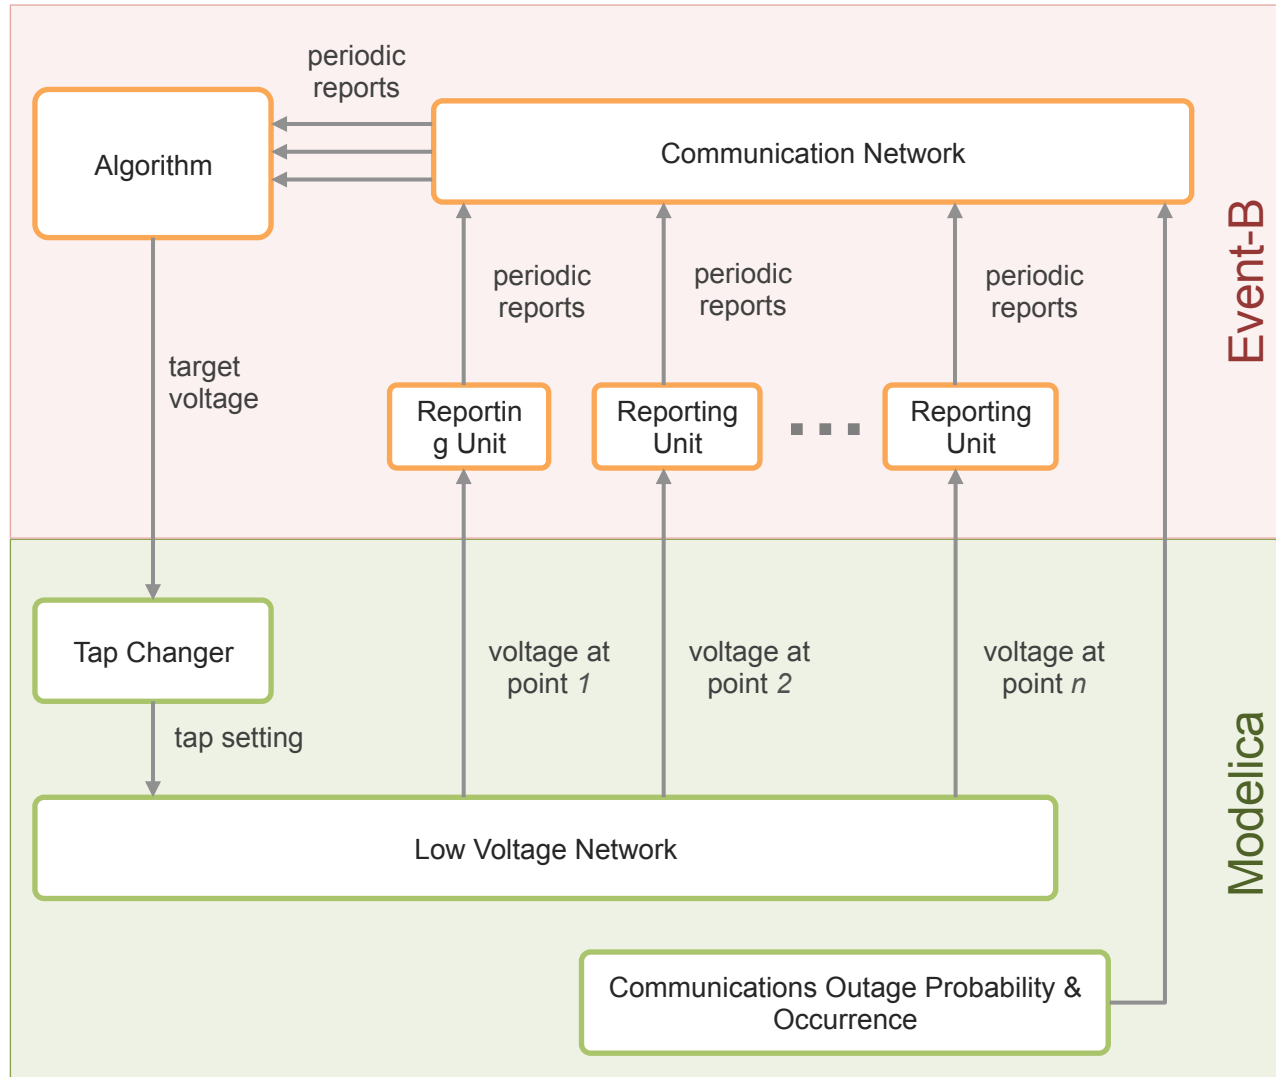 periodic
reports
Algorithm
Communication Network
Event-B
periodic
reports
periodic
reports
periodic
reports
target
voltage
Reportin
g Unit
Reporting
Unit
Reporting
Unit
Tap Changer
voltage at
point 1
voltage at
point 2
voltage at
point n
tap setting
Modelica
Low Voltage Network
Communications Outage Probability &
Occurrence